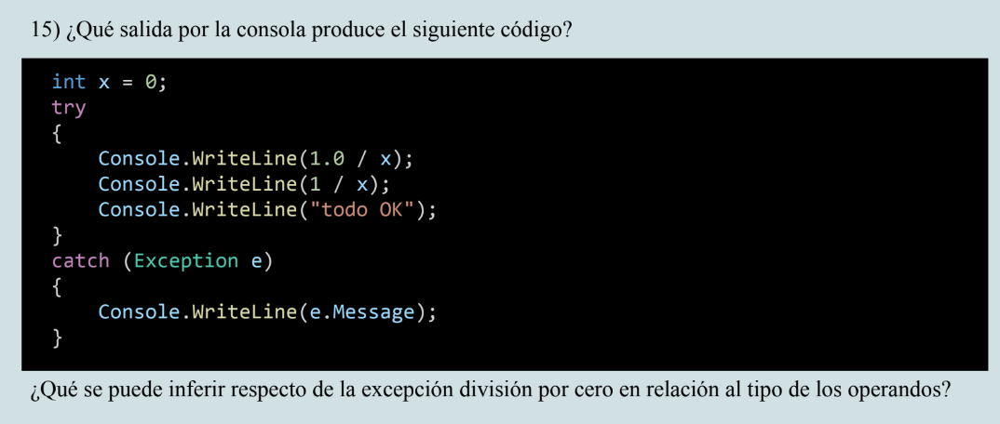 15) ¿Qué salida por la consola produce el siguiente código?
int x = 0;
try
{
    Console.WriteLine(1.0 / x);
    Console.WriteLine(1 / x);
    Console.WriteLine("todo OK");
}
catch (Exception e)
{
    Console.WriteLine(e.Message);
}
¿Qué se puede inferir respecto de la excepción división por cero en relación al tipo de los operandos?